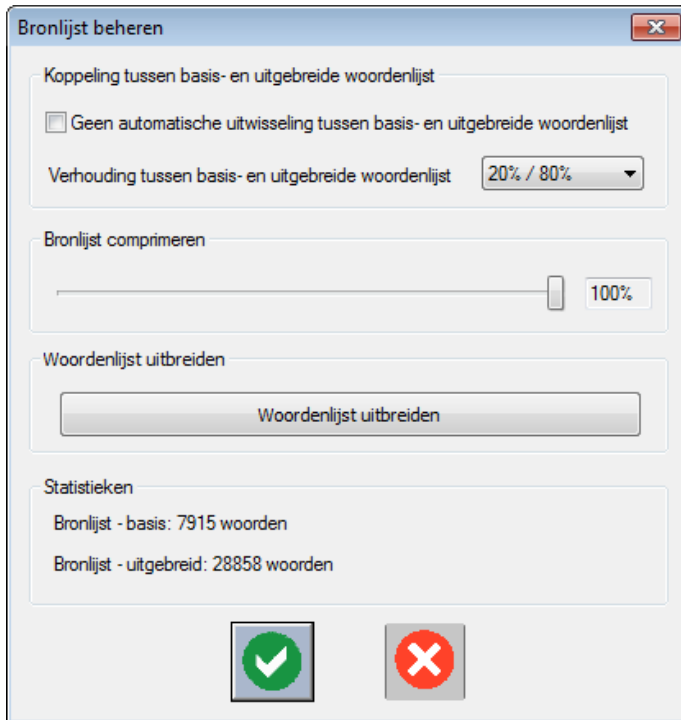 Bronlijst beheren
Koppeling tussen basis- en uitgebreide woordenlijst
Geen automatische uitwisseling tussen basis- en uitgebreide woordenlijst
Verhouding tussen basis- en uitgebreide woordenlijst 20% / 80%
Bronlijst comprimeren
100%
Woordenlijst uitbreiden
Woordenlijst uitbreiden
Statistieken
Bronlijst - basis: 7915 woorden
Bronlijst - uitgebreid: 28858 woorden